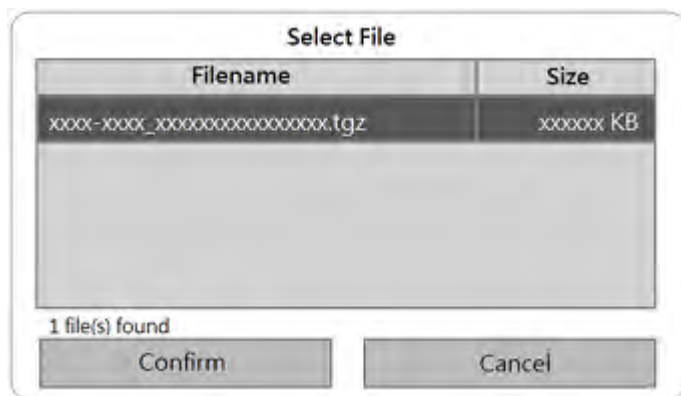 Select File
Filename Size
xxxx-xxxx_xxxxxxxxxxxxxxxx.tgz xxxxxx KB
1 file(s) found
Confirm Cancel